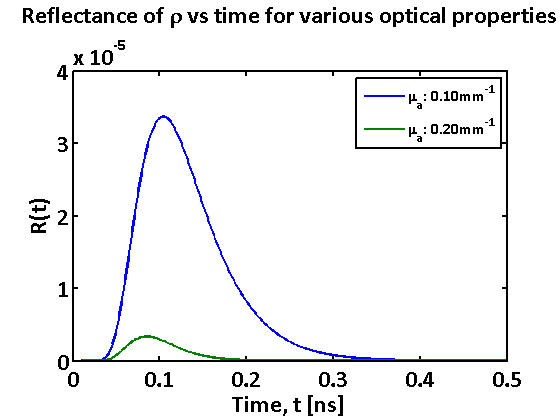 Reflectance of ρ vs time for various optical properties
x 10-5
4
3
2
1
0
R(t)
μa: 0.10mm-1
μa: 0.20mm-1
0 0.1 0.2 0.3 0.4 0.5
Time, t [ns]